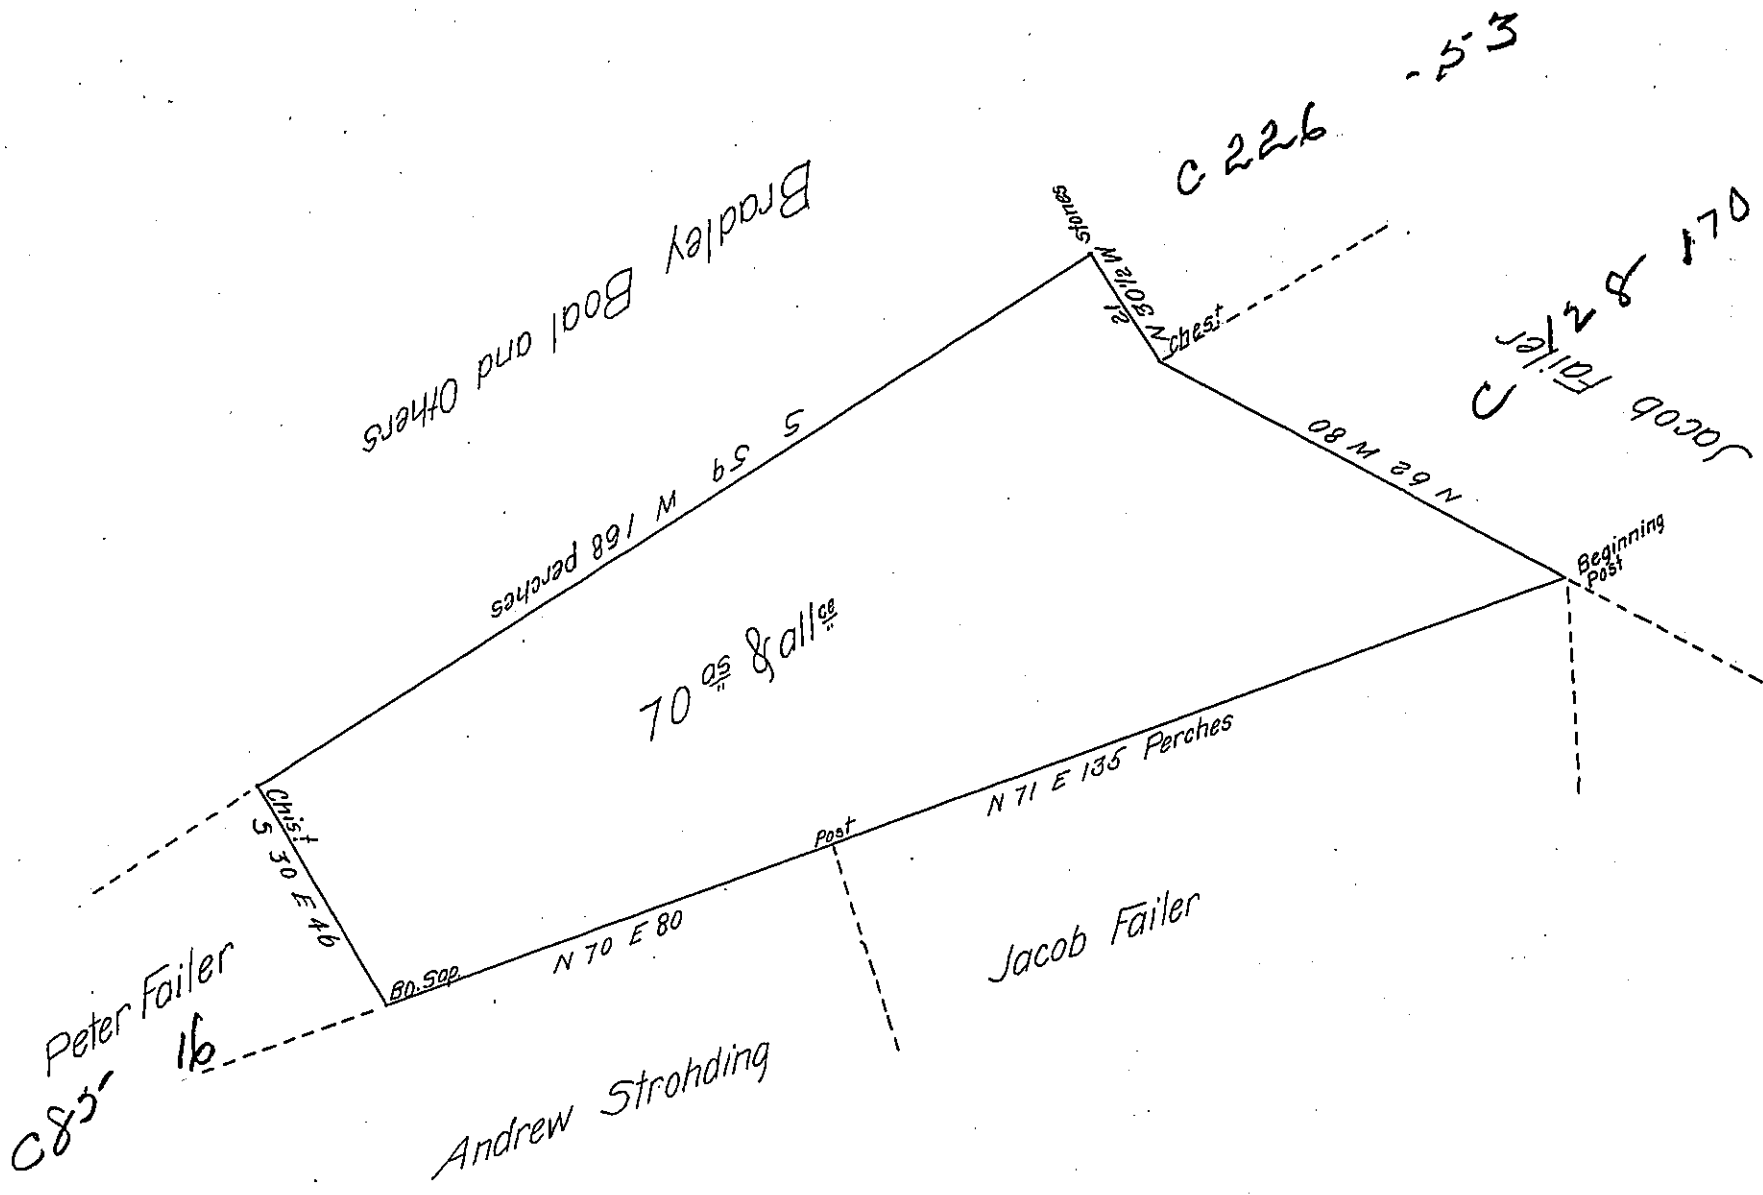 - 53
C 226
C 128 170
Jacob Failer
Bradley Boal and Others
Stones
N 30½ W
21
Chest
N 62 W 80
Beginning
Post
S 59 W 168 perches
70 as & allce
N 71 E 135 Perches
Post
Chist
S 30 E 46
N 70 E 80
Bo. Sap.
Jacob Failer
Peter Failer
C85 16
Andrew Strohding